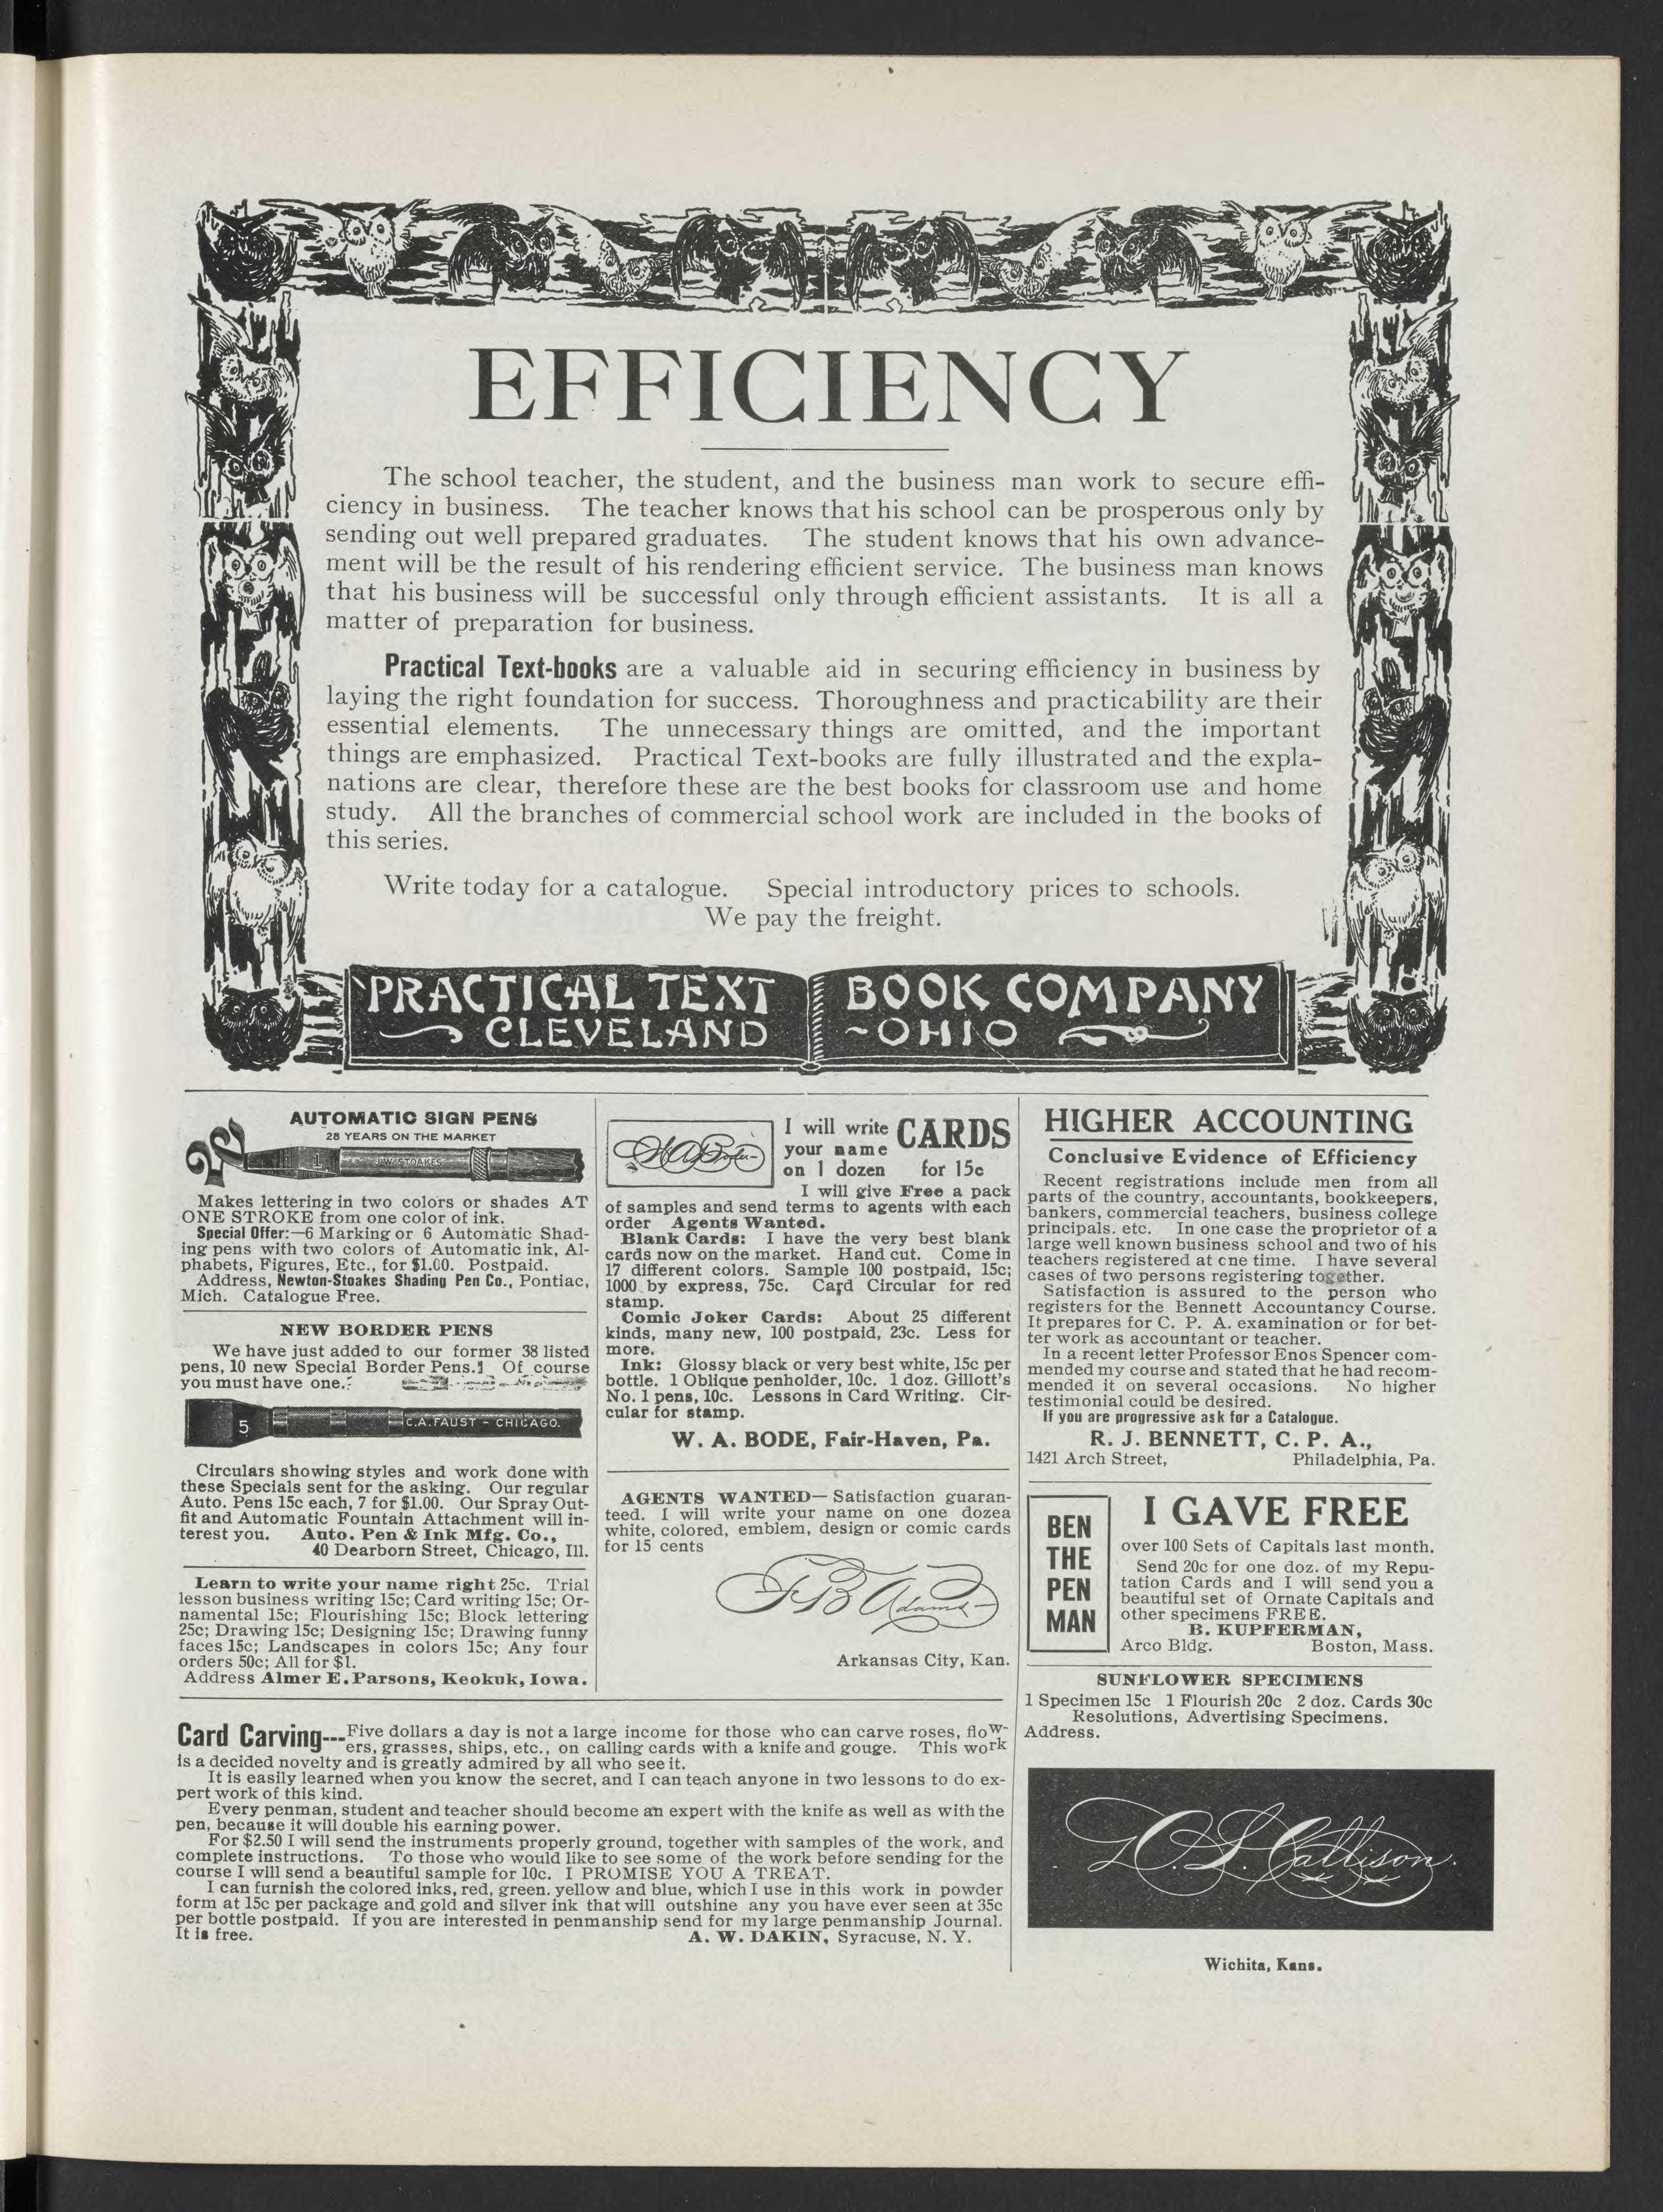 EFFICIENCY
The school teacher, the student, and the business man work to secure effi-
ciency in business. The teacher knows that his school can be prosperous only by
sending out well prepared graduates. The student knows that his own advance-
ment will be the result of his rendering efficient service. The business man knows
that his business will be successful only through efficient assistants. It is all a
matter of preparation for business.
Practical Text-books are a valuable aid in securing efficiency in business by
laying the right foundation for success. Thoroughness and practicability are their
essential elements. The unnecessary things are omitted, and the important
things are emphasized. Practical Text-books are fully illustrated and the expla-
nations are clear, therefore these are the best books for classroom use and home
study. All the branches of commercial school work are included in the books of
this series.
Write today for a catalogue. Special introductory prices to schools.
We pay the freight.
PRACTICAL TEXT BOOK COMPANY
CLEVELAND ~OHIO
AUTOMATIC SIGN PENS
28 YEARS ON THE MARKET
1 J.W. STOAKES
Makes lettering in two colors or shades AT
ONE STROKE from one color of ink.
Special Offer:—6 Marking or 6 Automatic Shad-
ing pens with two colors of Automatic ink, Al-
phabets, Figures, Etc., for $1.00. Postpaid.
Address, Newton-Stoakes Shading Pen Co., Pontiac,
Mich. Catalogue Free.
NEW BORDER PENS
We have just added to our former 38 listed
pens, 10 new Special Border Pens. Of course
you must have one.
5 C.A. FAUST - CHICAGO.
Circulars showing styles and work done with
these Specials sent for the asking. Our regular
Auto. Pens 15c each, 7 for $1.00. Our Spray Out-
fit and Automatic Fountain Attachment will in-
terest you. Auto. Pen & Ink Mfg. Co.,
40 Dearborn Street, Chicago, Ill.
Learn to write your name right 25c. Trial
lesson business writing 15c; Card writing 15c; Or-
namental 15c; Flourishing 15c; Block lettering
25c; Drawing 15c; Designing 15c; Drawing funny
faces 15c; Landscapes in colors 15c; Any four
orders 50c; All for $1.
Address Almer E. Parsons, Keokuk, Iowa.
W. A. Bode
I will write
your name
on 1 dozen
CARDS
for 15c
I will give Free a pack
of samples and send terms to agents with each
order Agents Wanted.
Blank Cards: I have the very best blank
cards now on the market. Hand cut. Come in
17 different colors. Sample 100 postpaid, 15c;
1000 by express, 75c. Card Circular for red
stamp.
Comic Joker Cards: About 25 different
kinds, many new, 100 postpaid, 23c. Less for
more.
Ink: Glossy black or very best white, 15c per
bottle. 1 Oblique penholder, 10c. 1 doz. Gillott's
No. 1 pens, 10c. Lessons in Card Writing. Cir-
cular for stamp.
W. A. BODE, Fair-Haven, Pa.
AGENTS WANTED— Satisfaction guaran-
teed. I will write your name on one dozea
white, colored, emblem, design or comic cards
for 15 cents
F. B. Adams
Arkansas City, Kan.
HIGHER ACCOUNTING
Conclusive Evidence of Efficiency
Recent registrations include men from all
parts of the country, accountants, bookkeepers,
bankers, commercial teachers, business college
principals. etc. In one case the proprietor of a
large well known business school and two of his
teachers registered at cne time. I have several
cases of two persons registering together.
Satisfaction is assured to the person who
registers for the Bennett Accountancy Course.
It prepares for C. P. A. examination or for bet-
ter work as accountant or teacher.
In a recent letter Professor Enos Spencer com-
mended my course and stated that he had recom-
mended it on several occasions. No higher
testimonial could be desired.
If you are progressive ask for a Catalogue.
R. J. BENNETT, C. P. A.,
1421 Arch Street, Philadelphia, Pa.
BEN
THE
PEN
MAN
I GAVE FREE
over 100 Sets of Capitals last month.
Send 20c for one doz. of my Repu-
tation Cards and I will send you a
beautiful set of Ornate Capitals and
other specimens FREE.
B. KUPFERMAN,
Arco Bldg. Boston, Mass.
SUNFLOWER SPECIMENS
1 Specimen 15c 1 Flourish 20c 2 doz. Cards 30c
Resolutions, Advertising Specimens.
Address.
O. L. Callison.
Wichita, Kans.
Card Carving---Five dollars a day is not a large income for those who can carve roses, flow-
ers, grasses, ships, etc., on calling cards with a knife and gouge. This work
is a decided novelty and is greatly admired by all who see it.
It is easily learned when you know the secret, and I can teach anyone in two lessons to do ex-
pert work of this kind.
Every penman, student and teacher should become an expert with the knife as well as with the
pen, because it will double his earning power.
For $2.50 I will send the instruments properly ground, together with samples of the work, and
complete instructions. To those who would like to see some of the work before sending for the
course I will send a beautiful sample for 10c. I PROMISE YOU A TREAT.
I can furnish the colored inks, red, green. yellow and blue, which I use in this work in powder
form at 15c per package and gold and silver ink that will outshine any you have ever seen at 35c
per bottle postpaid. If you are interested in penmanship send for my large penmanship Journal.
It is free. A. W. DAKIN, Syracuse, N. Y.